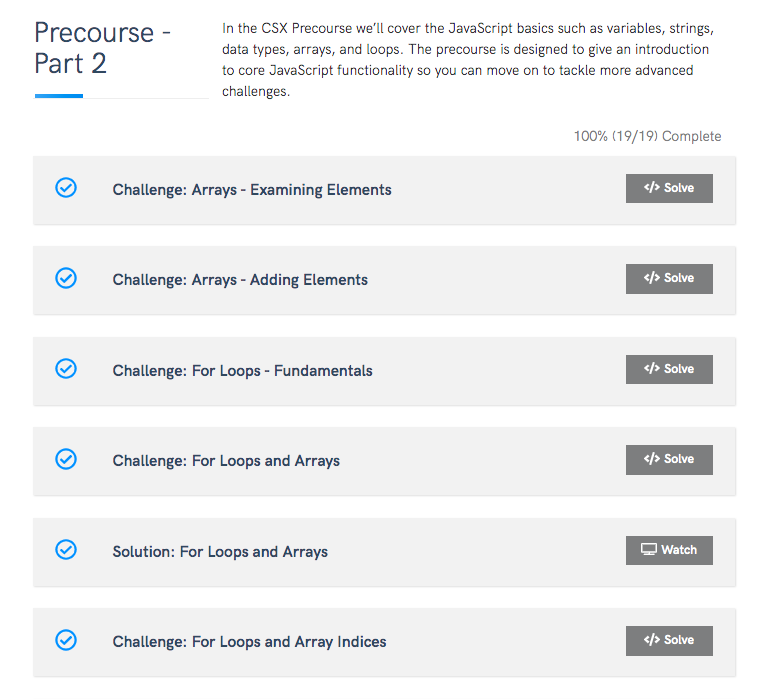 Precourse -
Part 2
In the CSX Precourse we'll cover the JavaScript basics such as variables, strings,
data types, arrays, and loops. The precourse is designed to give an introduction
to core JavaScript functionality so you can move on to tackle more advanced
challenges.
100% (19/19) Complete
Challenge: Arrays - Examining Elements
</> Solve
Challenge: Arrays - Adding Elements
</> Solve
Challenge: For Loops - Fundamentals
</> Solve
Challenge: For Loops and Arrays
</> Solve
Solution: For Loops and Arrays
Watch
Challenge: For Loops and Array Indices
</> Solve